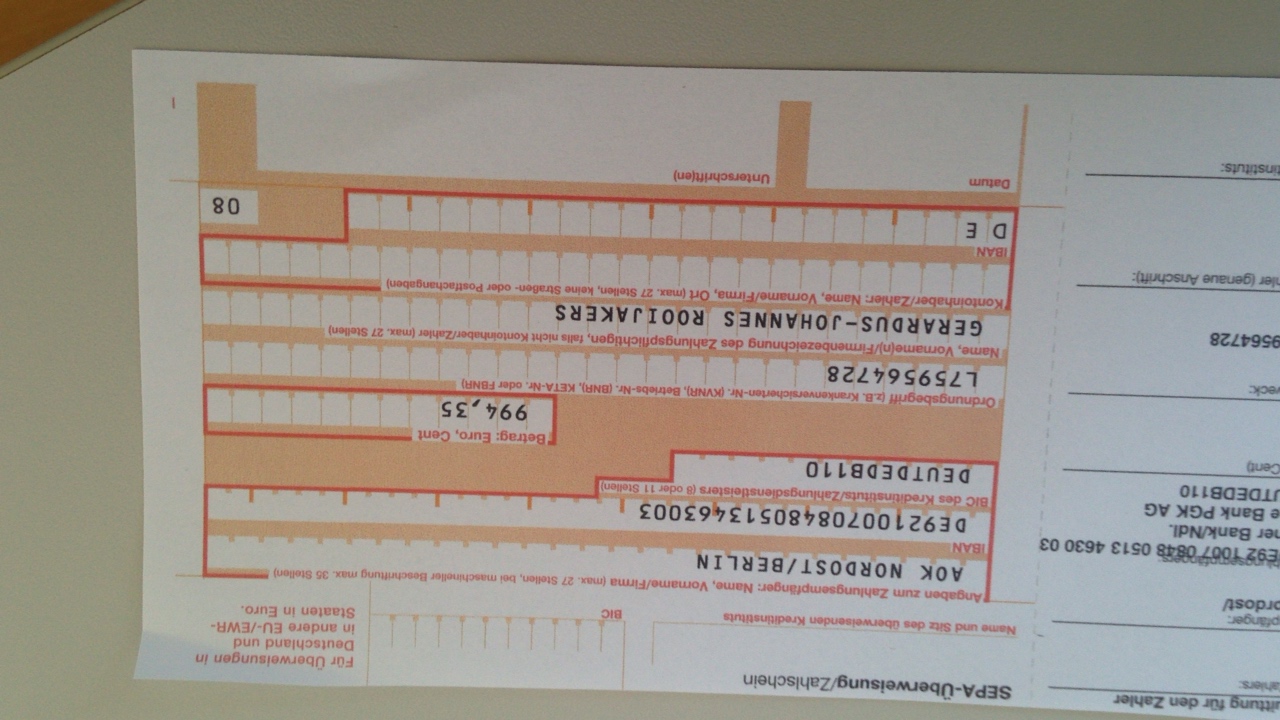 SEPA-Überweisung/Zahlschein
Name und Sitz des überweisenden Kreditinstituts
BIC
Für Überweisungen in
Deutschland und
in andere EU-/EWR-
Staaten in Euro.
Angaben zum Zahlungsempfänger: Name, Vorname/Firma (max. 27 Stellen, bei maschineller Beschriftung max. 35 Stellen)
AOK NORDOST/BERLIN
IBAN
DE92100708480513463003
BIC des Kreditinstituts/Zahlungsdienstleisters (8 oder 11 Stellen)
DEUTDEDB110
Betrag: Euro, Cent
994,35
Ordnungsbegriff (z.B. Krankenversicherten-Nr. (KVNR), Betriebs-Nr. (BNR), KETA-Nr. oder FBNR)
L759564728
Name, Vorname(n)/Firmenbezeichnung des Zahlungspflichtigen, falls nicht Kontoinhaber/Zahler (max. 27 Stellen)
GERARDUS-JOHANNES ROOIJAKERS
Kontoinhaber/Zahler: Name, Vorname/Firma, Ort (max. 27 Stellen, keine Straßen- oder Postfachangaben)
IBAN
D E
08
Datum
Unterschrift(en)
I
ittung für den Zahler
ahlers:
pfänger:
ordost/
E92 1007 0848 0513 4630 03
ner Bank/Ndl.
e Bank PGK AG
UTDEDB110
Cent)
weck:
9564728
hler (genaue Anschrift):
tinstituts: